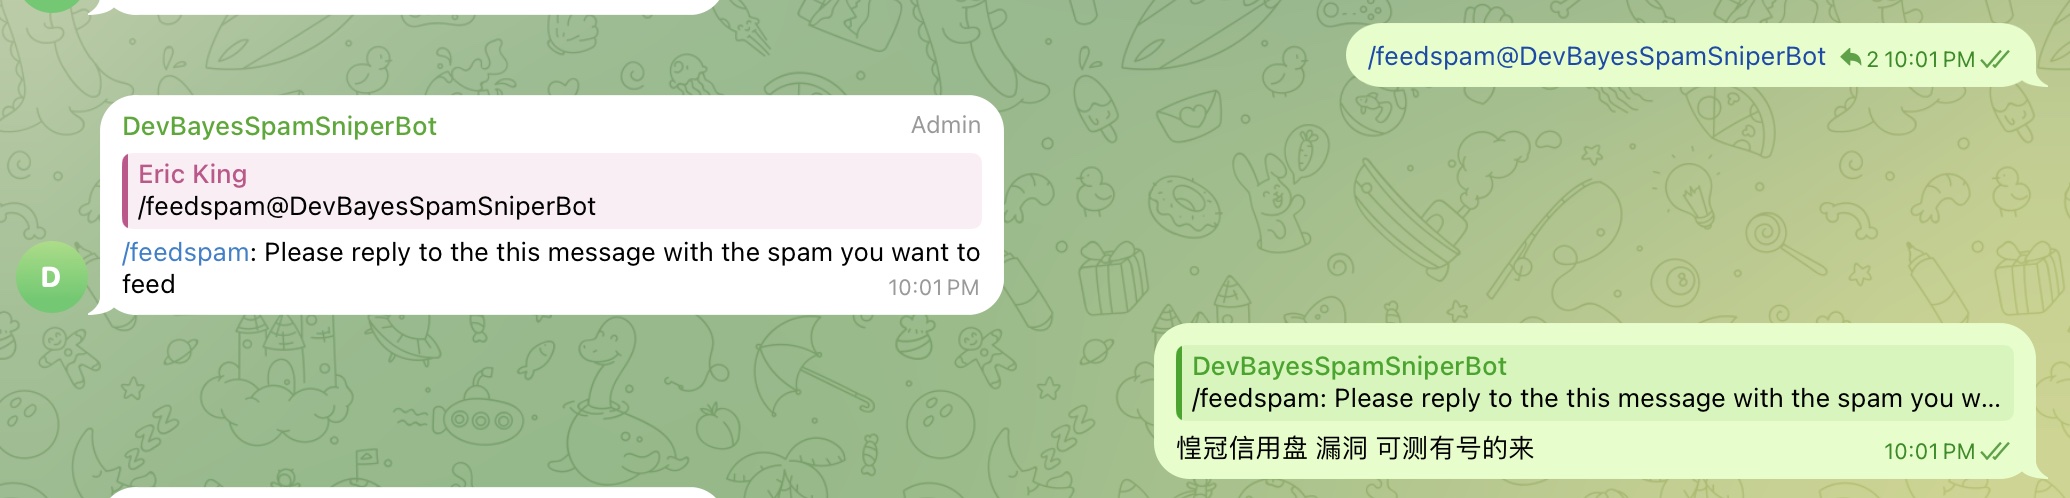 /feedspam@DevBayesSpamSniperBot 2 10:01 PM
DevBayesSpamSniperBot Admin
Eric King
/feedspam@DevBayesSpamSniperBot
/feedspam: Please reply to the this message with the spam you want to
feed 10:01 PM
D
DevBayesSpamSniperBot
/feedspam: Please reply to the this message with the spam you w...
惶冠信用盘 漏洞 可测有号的来 10:01 PM